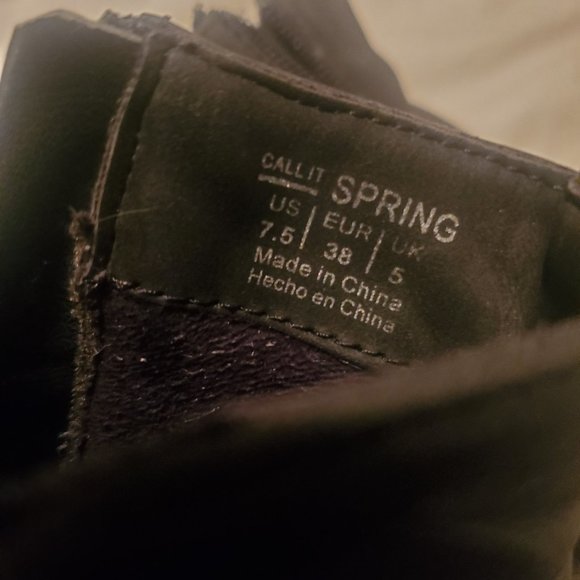 CALL IT SPRING
US | EUR | UK
7.5 | 38 | 5
Made in China
Hecho en China